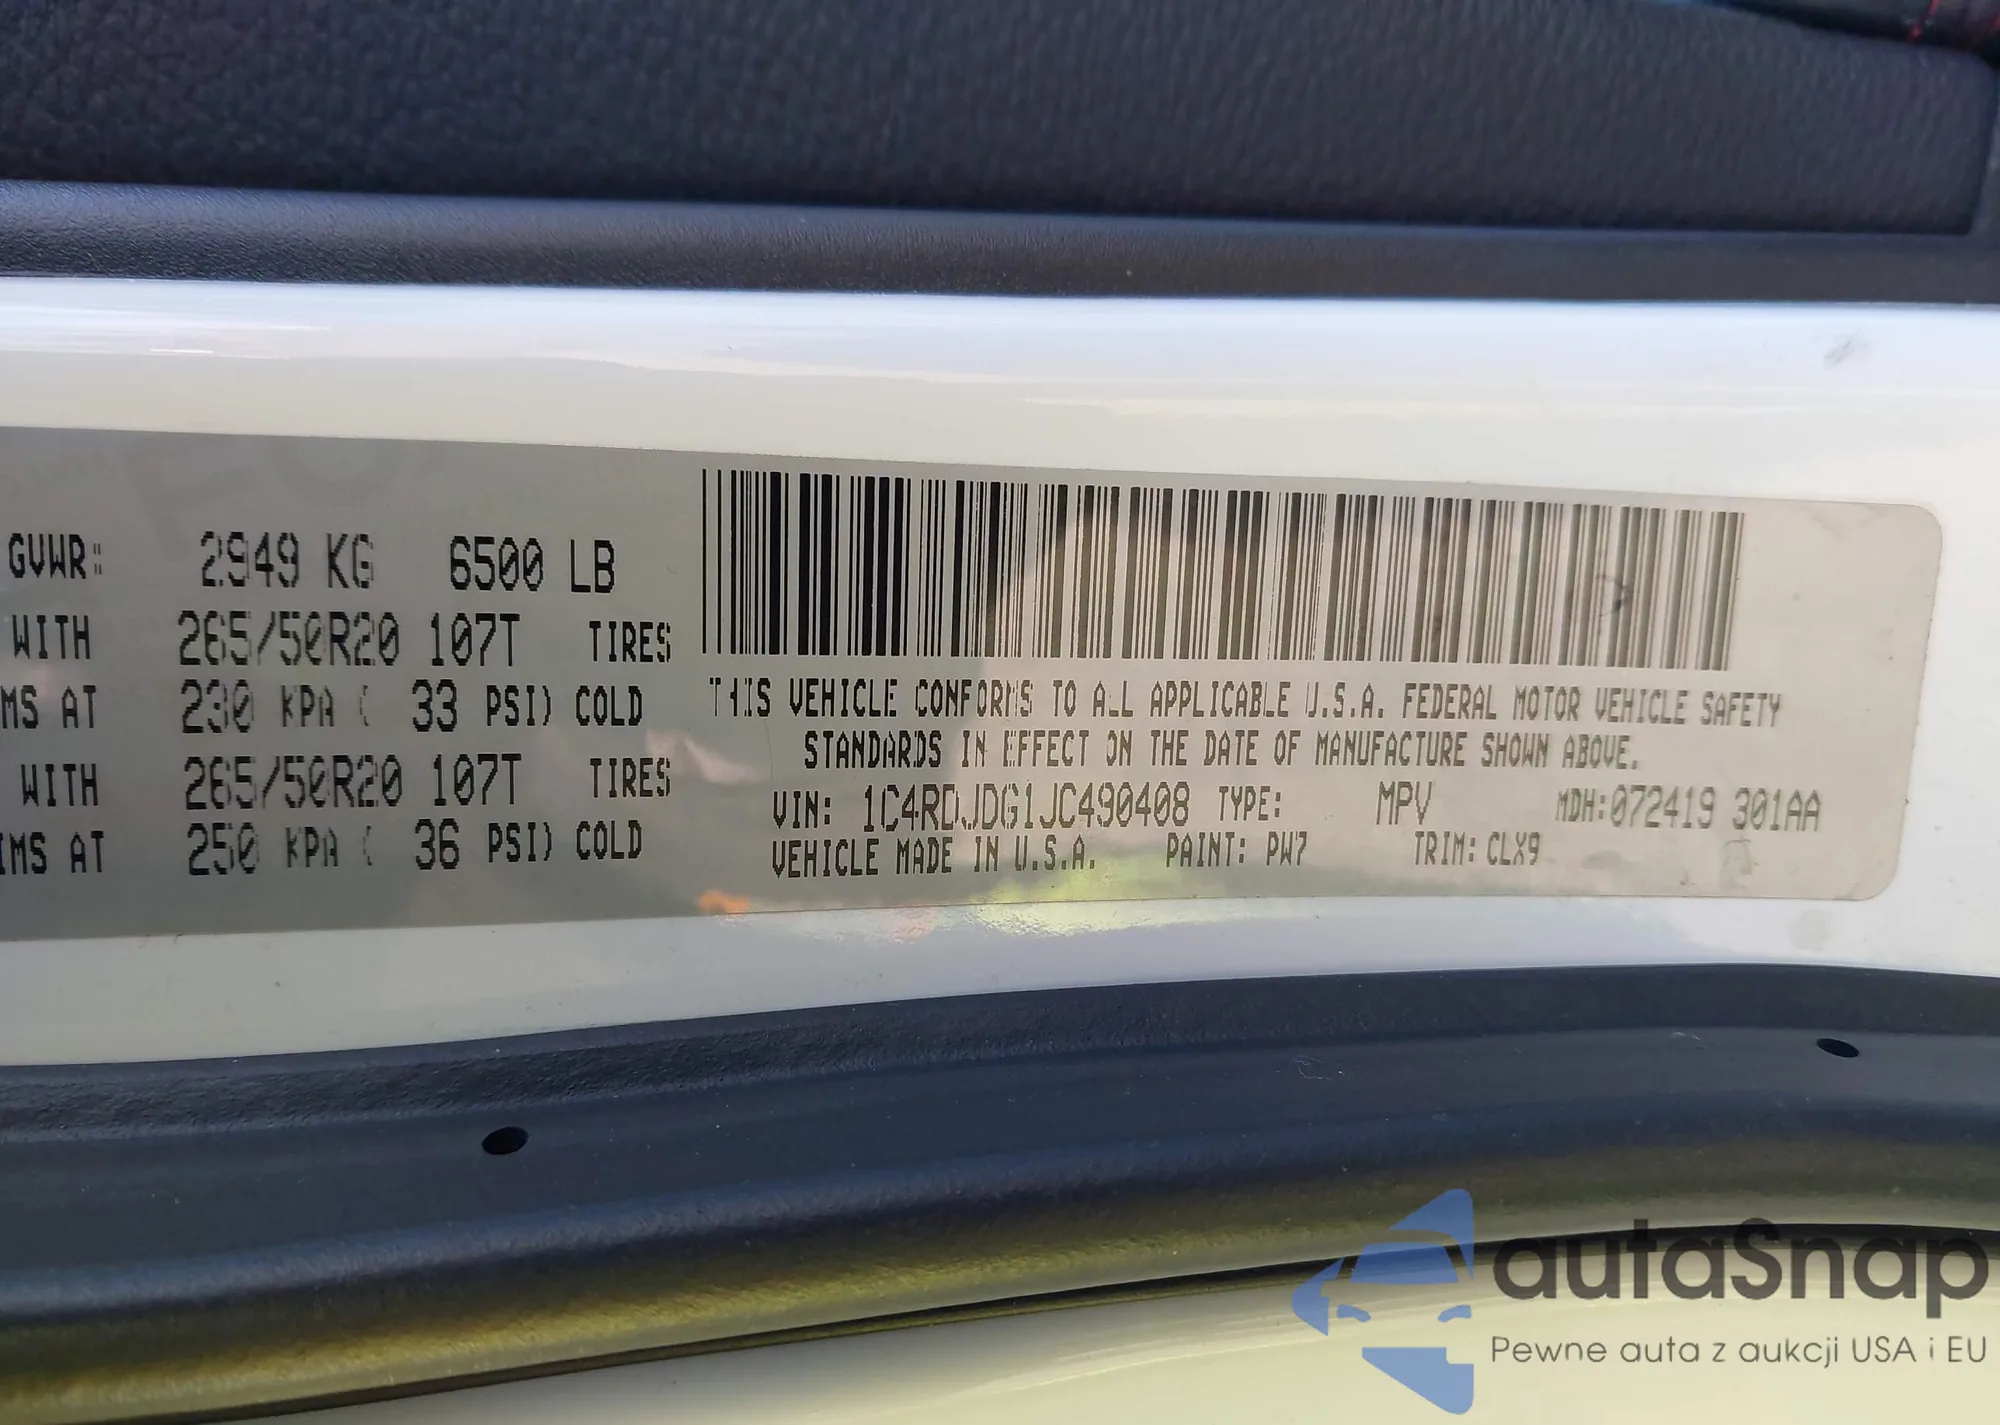 GVWR: 2949 KG 6500 LB
WITH 265/50R20 107T TIRES
MS AT 230 KPA ( 33 PSI) COLD
WITH 265/50R20 107T TIRES
IMS AT 250 KPA ( 36 PSI) COLD
THIS VEHICLE CONFORMS TO ALL APPLICABLE U.S.A. FEDERAL MOTOR VEHICLE SAFETY
STANDARDS IN EFFECT ON THE DATE OF MANUFACTURE SHOWN ABOVE.
VIN: 1C4RDJDG1JC490408 TYPE: MPV MDH:072419 301AA
VEHICLE MADE IN U.S.A. PAINT: PW7 TRIM: CLX9
autaSnap
Pewne auta z aukcji USA i EU